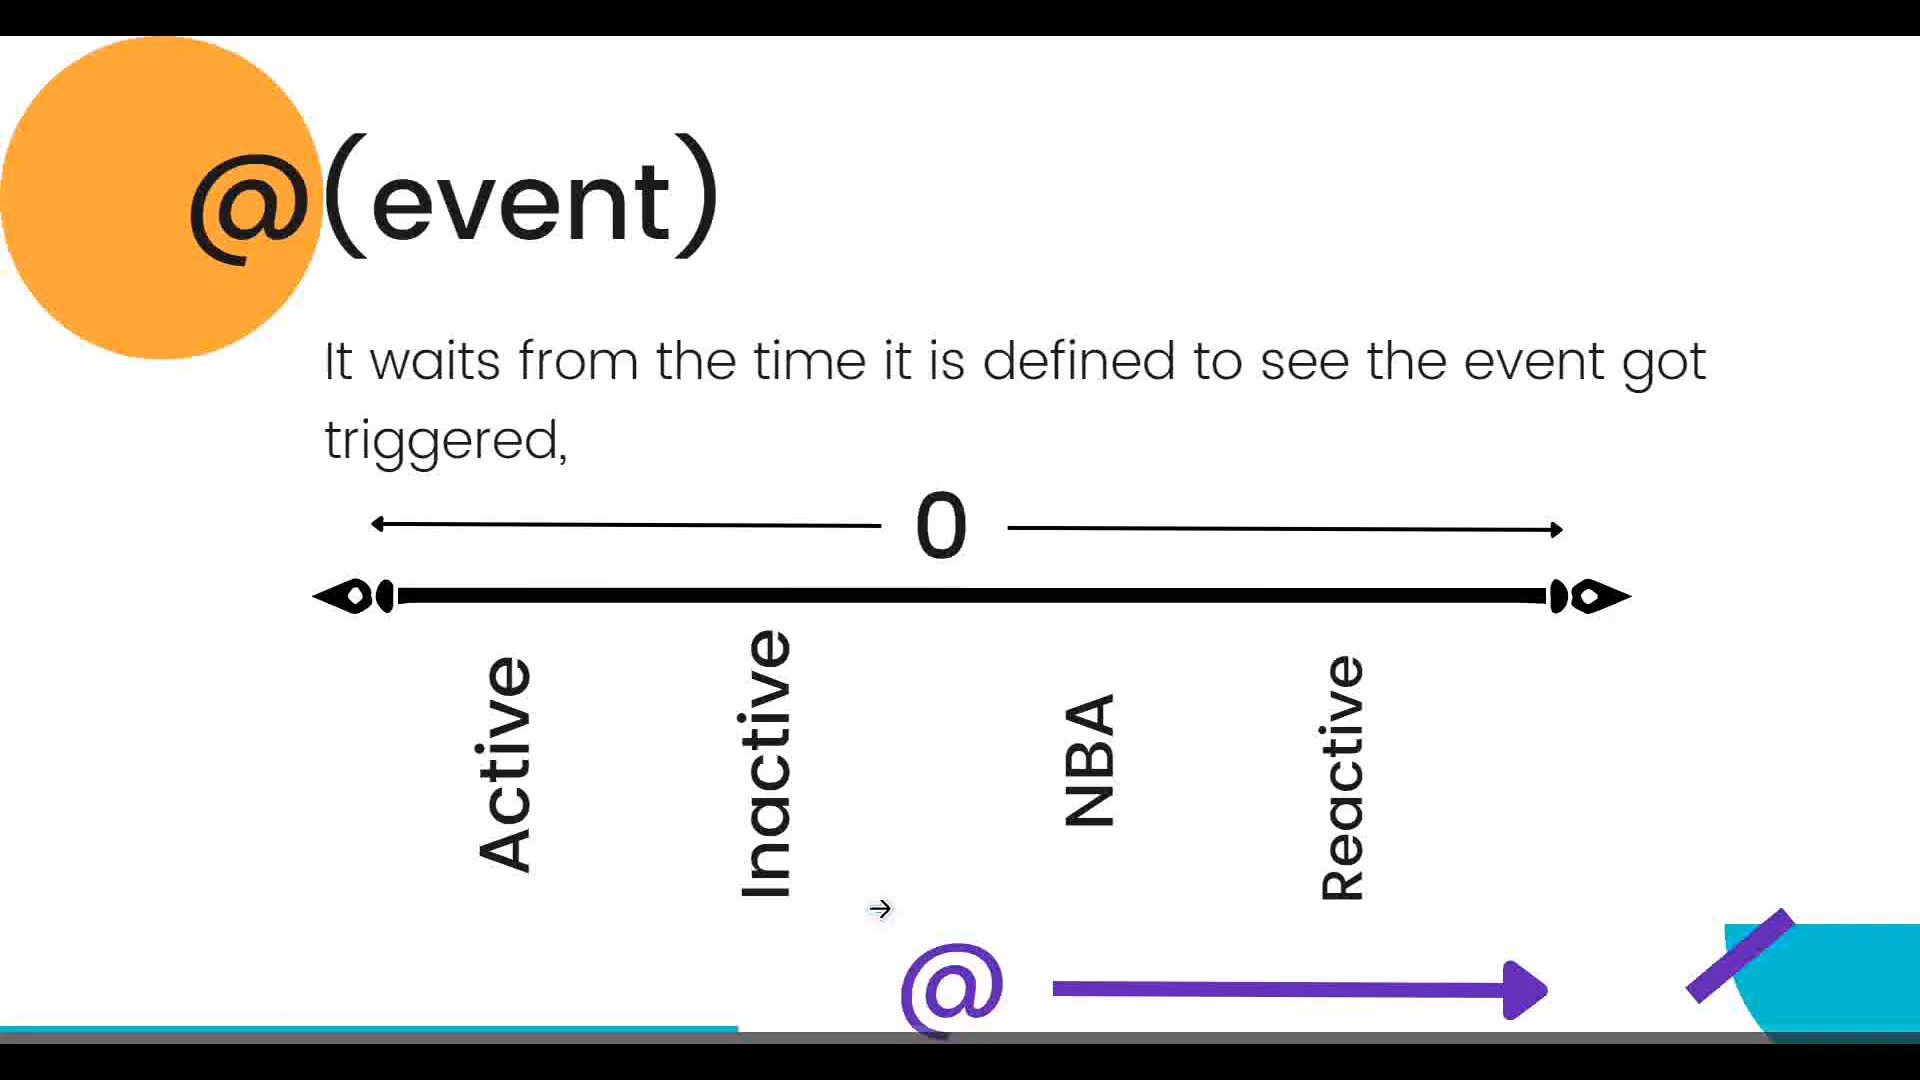 @(event)
It waits from the time it is defined to see the event got
triggered,
0
Active
Inactive
NBA
Reactive
@